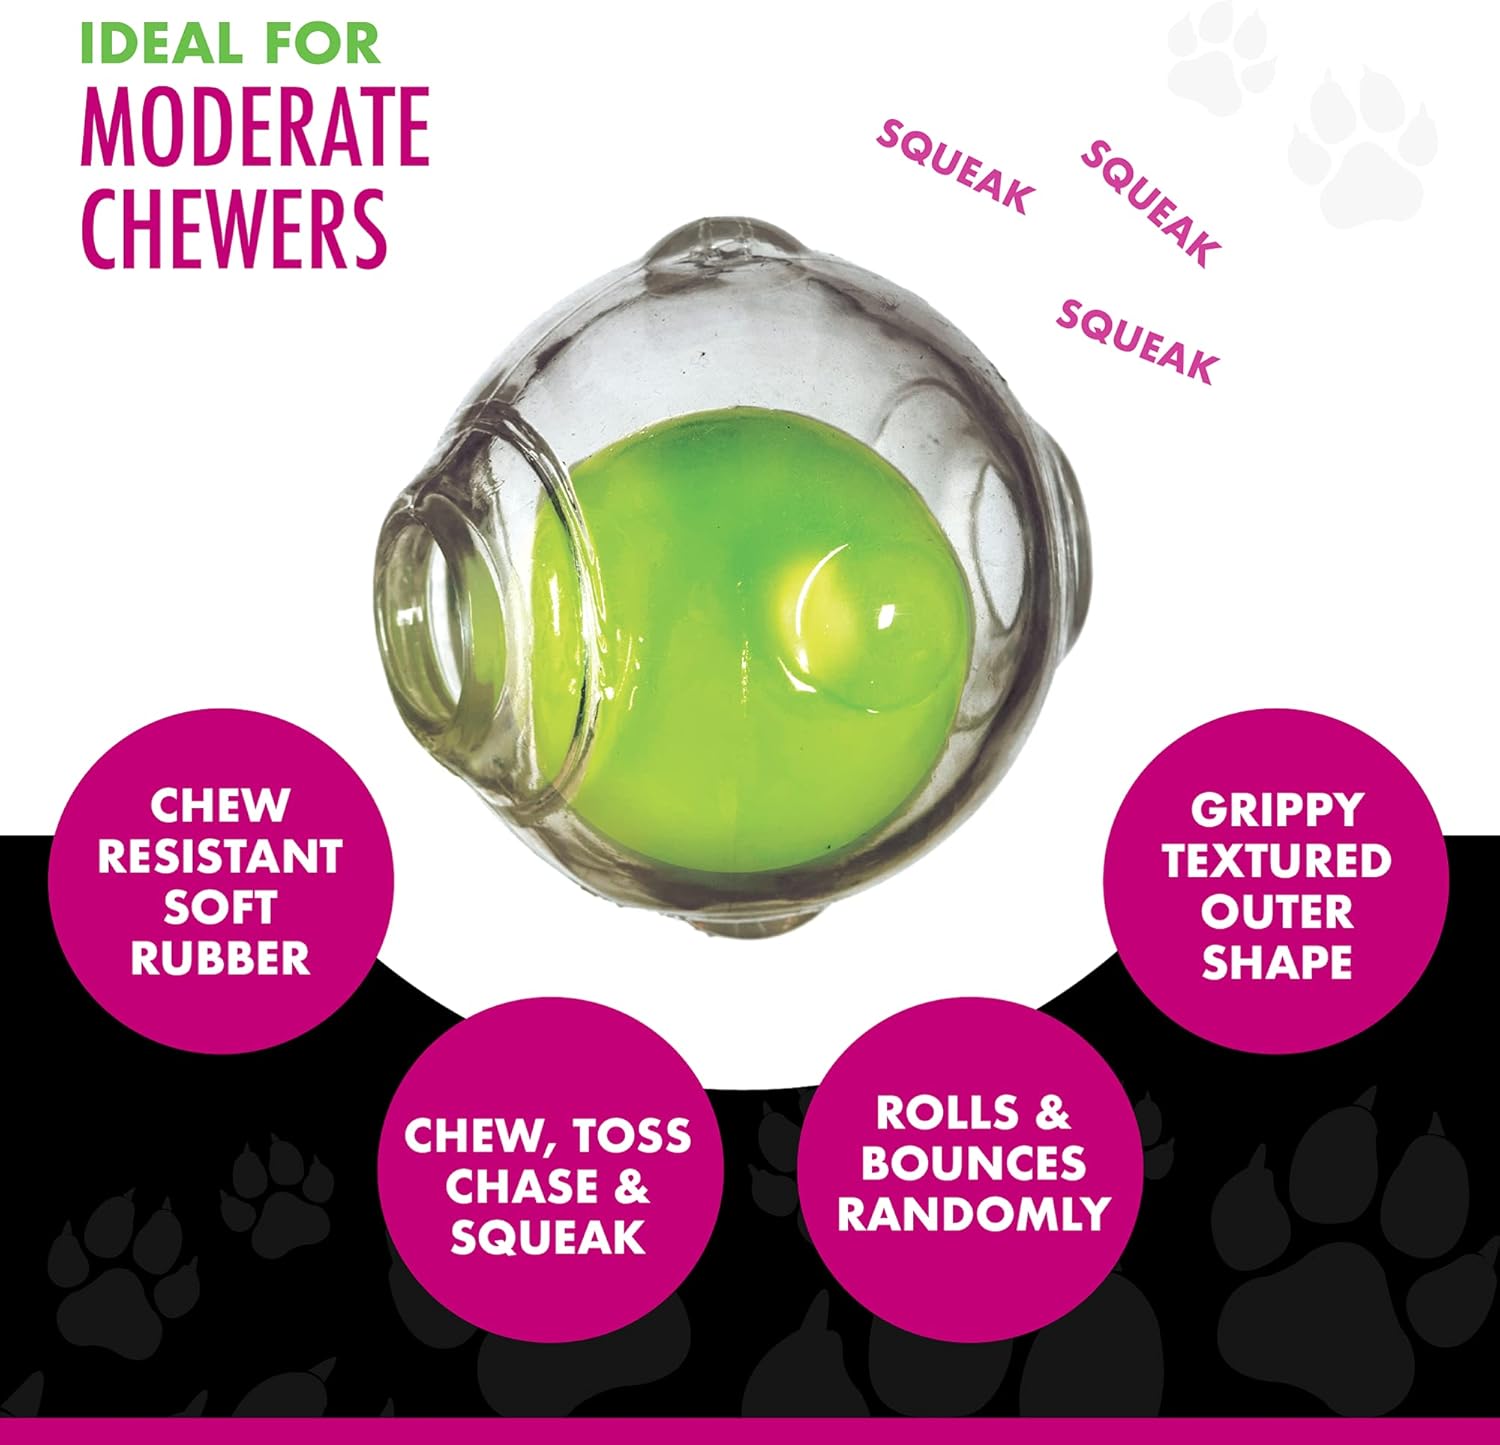 IDEAL FOR
MODERATE
CHEWERS
SQUEAK
SQUEAK
SQUEAK
CHEW
RESISTANT
SOFT
RUBBER
CHEW, TOSS
CHASE &
SQUEAK
ROLLS &
BOUNCES
RANDOMLY
GRIPPY
TEXTURED
OUTER
SHAPE